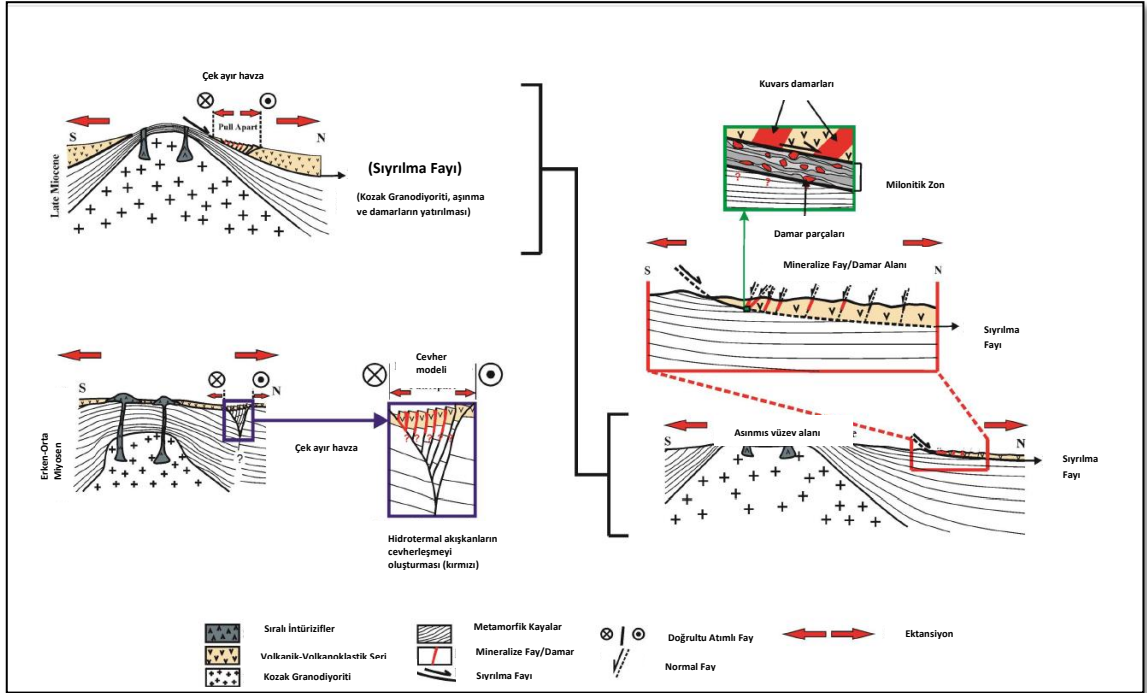 Çek ayır havza
Pull Apart
S
N
Late Miocene
(Sıyrılma Fayı)
(Kozak Granodiyoriti, aşınma
ve damarların yatırılması)
Kuvars damarları
? ?
Milonitik Zon
Damar parçaları
Mineralize Fay/Damar Alanı
S
N
Sıyrılma
Fayı
Cevher
modeli
S
N
Erken-Orta
Miyosen
?
Çek ayır havza
? ? ? ? ?
Hidrotermal akışkanların
cevherleşmeyi
oluşturması (kırmızı)
Asınmıs vüzev alanı
S
N
Sıyrılma
Fayı
Sıralı İntürizifler
Volkanik-Volkanoklastik Seri
Kozak Granodiyoriti
Metamorfik Kayalar
Mineralize Fay/Damar
Sıyrılma Fayı
Doğrultu Atımlı Fay
Normal Fay
Ektansiyon